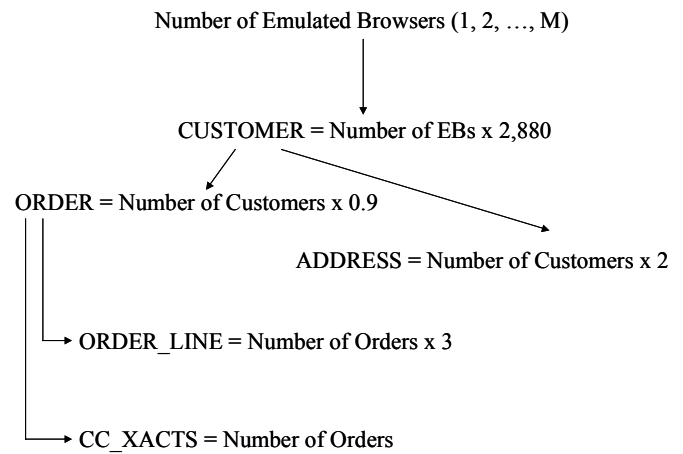 Number of Emulated Browsers (1, 2, …, M)
CUSTOMER = Number of EBs x 2,880
ORDER = Number of Customers x 0.9
ADDRESS = Number of Customers x 2
ORDER_LINE = Number of Orders x 3
CC_XACTS = Number of Orders